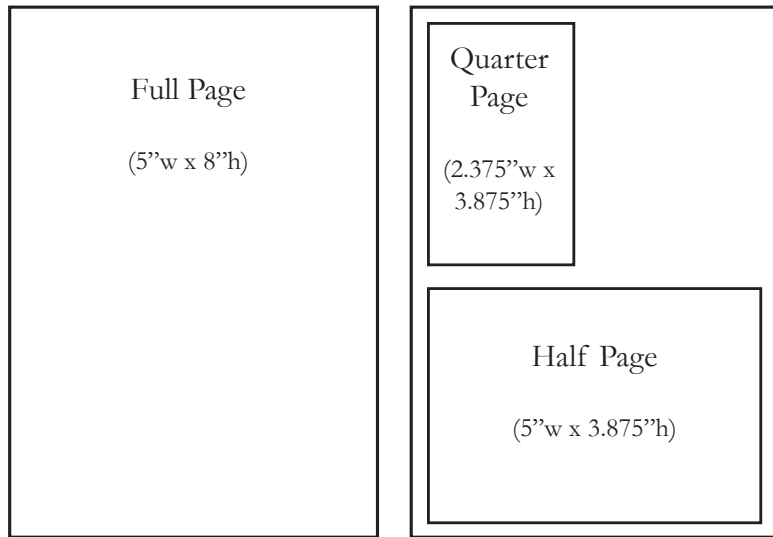 Full Page
(5”w x 8”h)
Quarter
Page
(2.375”w x
3.875”h)
Half Page
(5”w x 3.875”h)